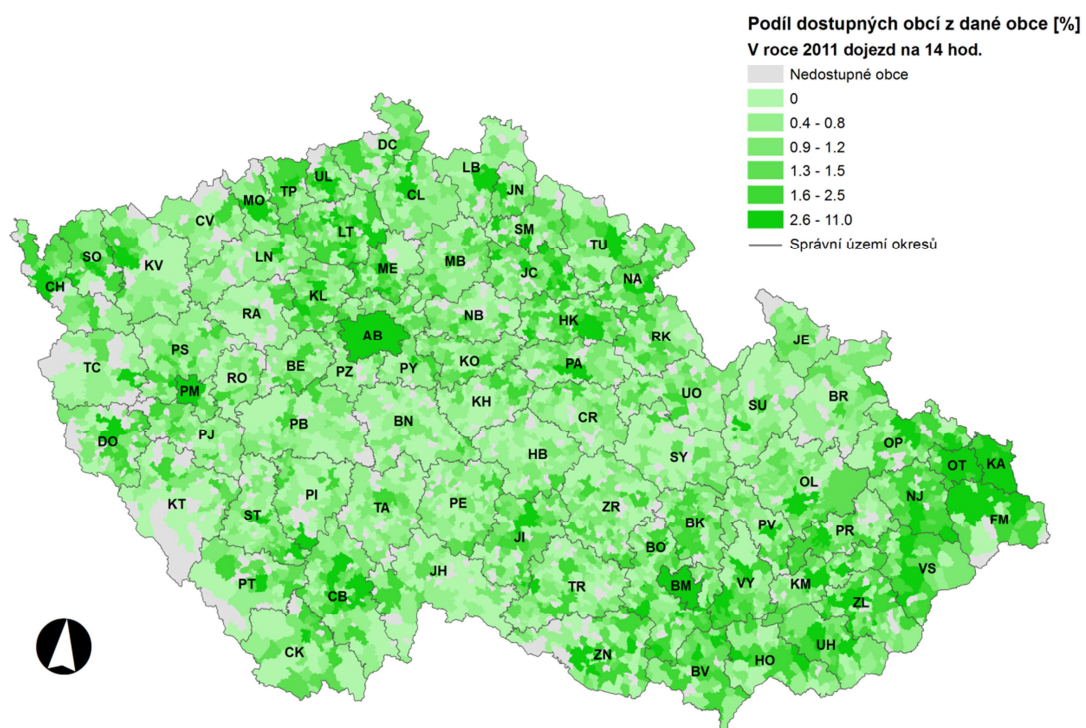 Podíl dostupných obcí z dané obce [%]
V roce 2011 dojezd na 14 hod.
Nedostupné obce
0
0.4 - 0.8
0.9 - 1.2
1.3 - 1.5
1.6 - 2.5
2.6 - 11.0
Správní území okresů
DC
LB
UL
TP
JN
MO
CL
CV
LT
SM
TU
SO
LN
MB
KV
ME
JC
NA
CH
KL
RA
NB
HK
AB
RK
JE
PS
TC
BE
PZ
PY
KO
PA
RO
PM
UO
BR
KH
SU
CR
PB
BN
DO
PJ
OP
HB
SY
OT
KA
OL
PI
NJ
KT
TA
PE
ZR
ST
FM
BK
PV
PR
JI
BO
VS
JH
PT
TR
BM
VY
KM
CB
ZL
UH
CK
ZN
HO
BV